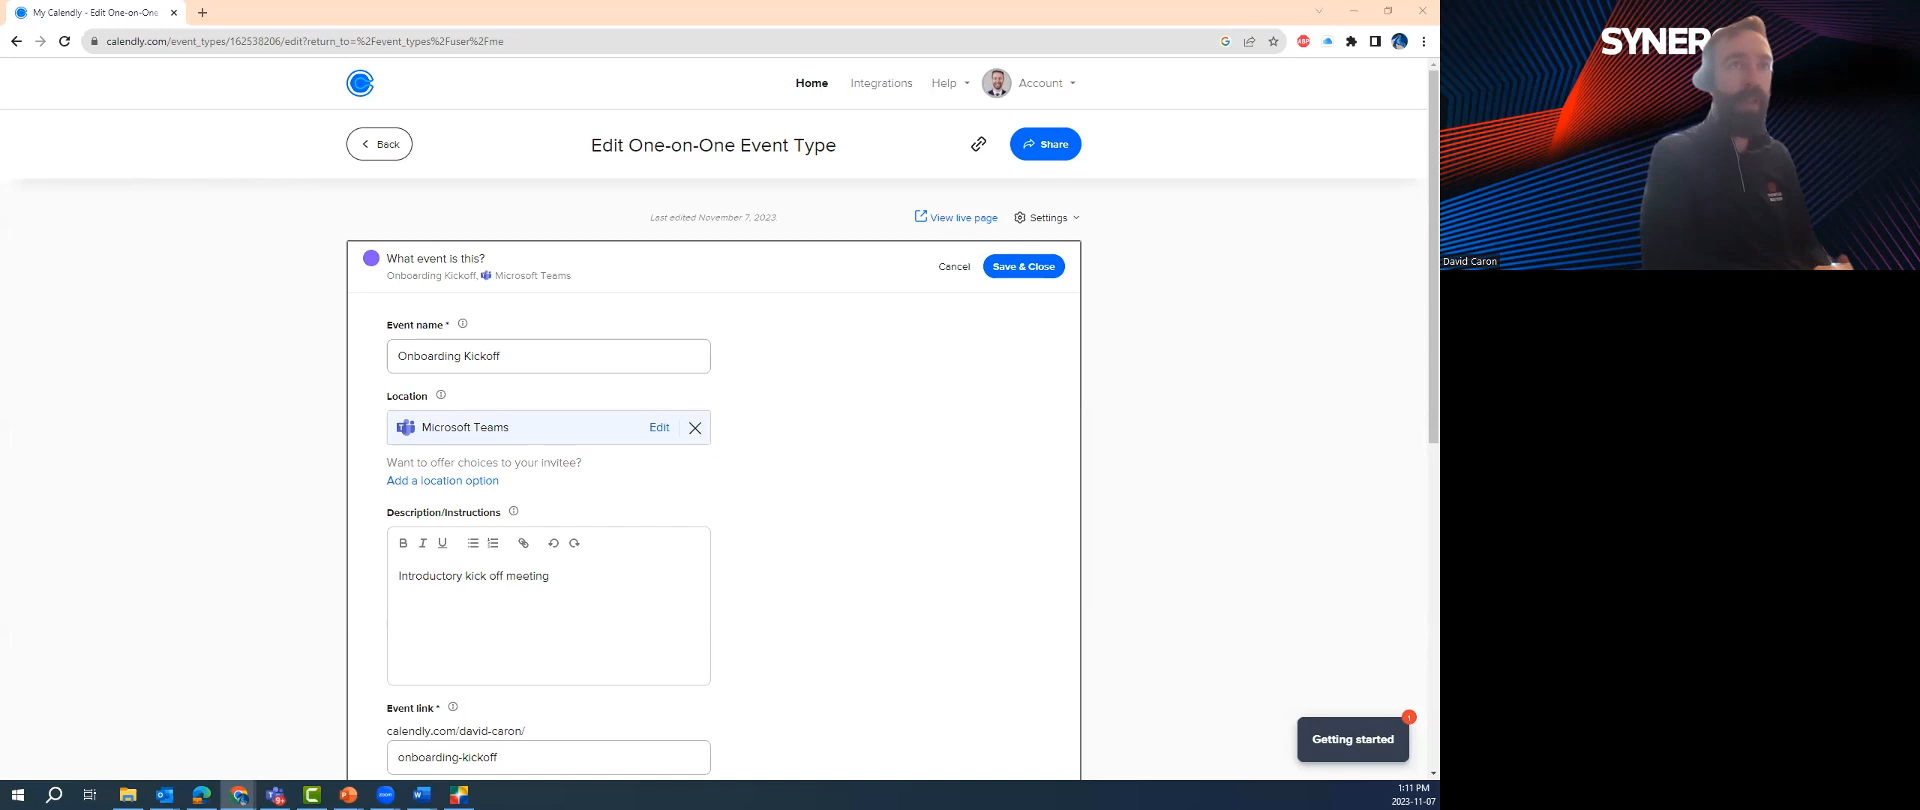 My Calendly - Edit One-on-One
calendly.com/event_types/162538206/edit?return_to=%2Fevent_types%2Fuser%2Fme
Home
Integrations
Help
Account
Back
Edit One-on-One Event Type
Share
Last edited November 7, 2023.
View live page
Settings
What event is this?
Onboarding Kickoff, Microsoft Teams
Cancel
Save & Close
Event name *
Onboarding Kickoff
Location
Microsoft Teams
Edit
Want to offer choices to your invitee?
Add a location option
Description/Instructions
B I U
Introductory kick off meeting
Event link *
calendly.com/david-caron/
onboarding-kickoff
1
Getting started
1:11 PM
2023-11-07
SYNER
David Caron